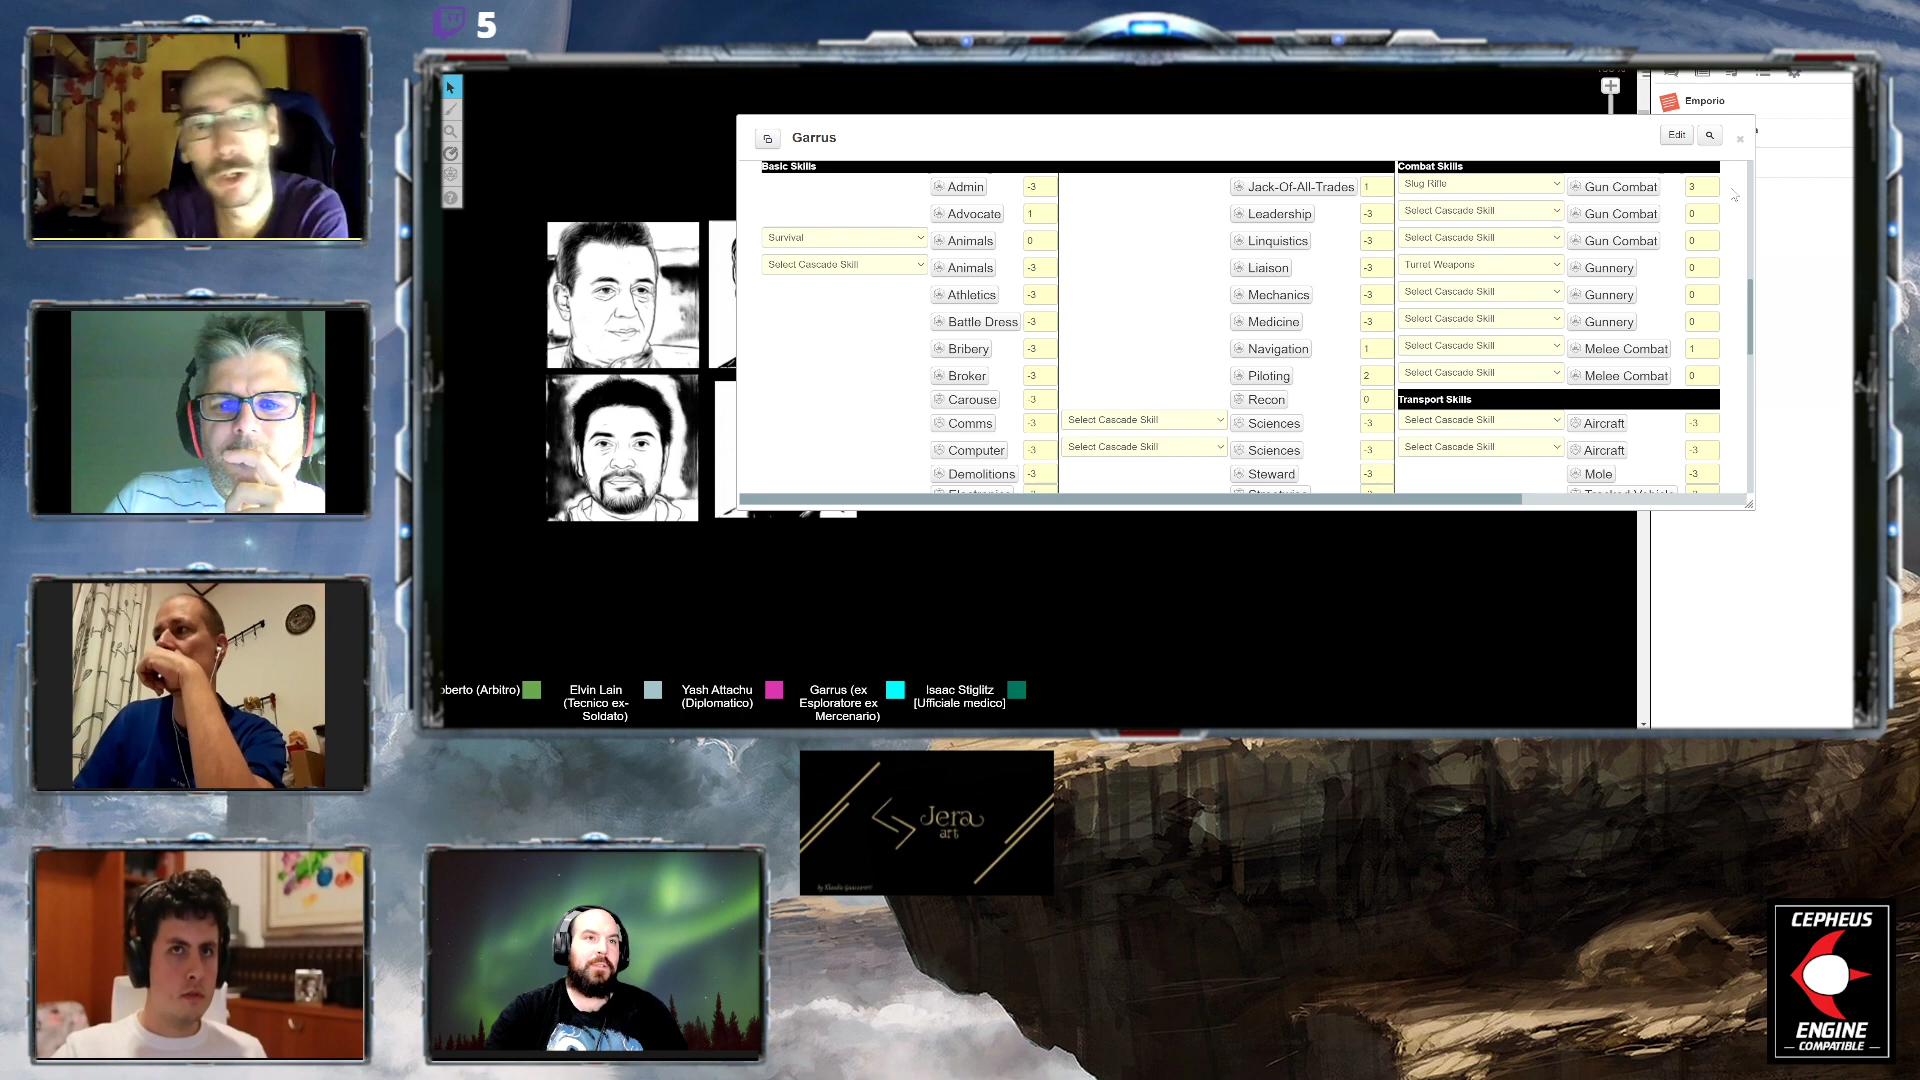 5
Emporio
Garrus
Edit
Basic Skills
Combat Skills
Admin -3
Jack-Of-All-Trades 1
Slug Rifle Gun Combat 3
Advocate 1
Leadership -3
Select Cascade Skill Gun Combat 0
Survival Animals 0
Linquistics -3
Select Cascade Skill Gun Combat 0
Select Cascade Skill Animals -3
Liaison -3
Turret Weapons Gunnery 0
Athletics -3
Mechanics -3
Select Cascade Skill Gunnery 0
Battle Dress -3
Medicine -3
Select Cascade Skill Gunnery 0
Bribery -3
Navigation 1
Select Cascade Skill Melee Combat 1
Broker -3
Piloting 2
Select Cascade Skill Melee Combat 0
Carouse -3
Recon 0
Transport Skills
Comms -3
Select Cascade Skill Sciences -3
Select Cascade Skill Aircraft -3
Computer -3
Select Cascade Skill Sciences -3
Select Cascade Skill Aircraft -3
Demolitions -3
Steward -3
Mole -3
oberto (Arbitro)
Elvin Lain
(Tecnico ex-
Soldato)
Yash Attachu
(Diplomatico)
Garrus (ex
Esploratore ex
Mercenario)
Isaac Stiglitz
[Ufficiale medico]
Jera
art
CEPHEUS
ENGINE
— COMPATIBLE —